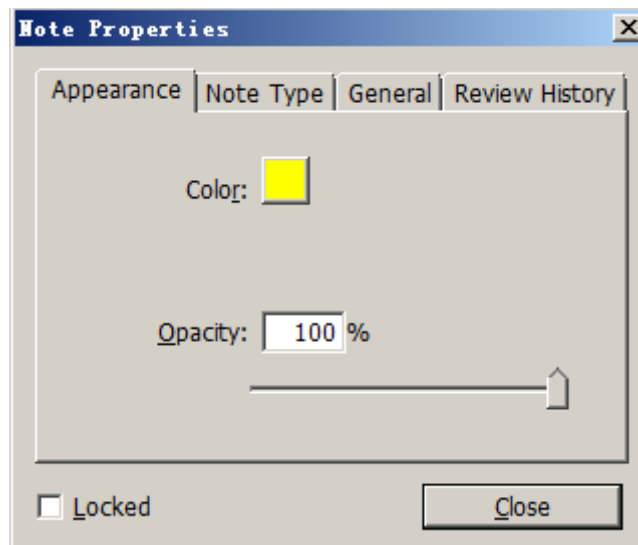 Note Properties
Appearance Note Type General Review History
Color:
Opacity: 100 %
Locked Close